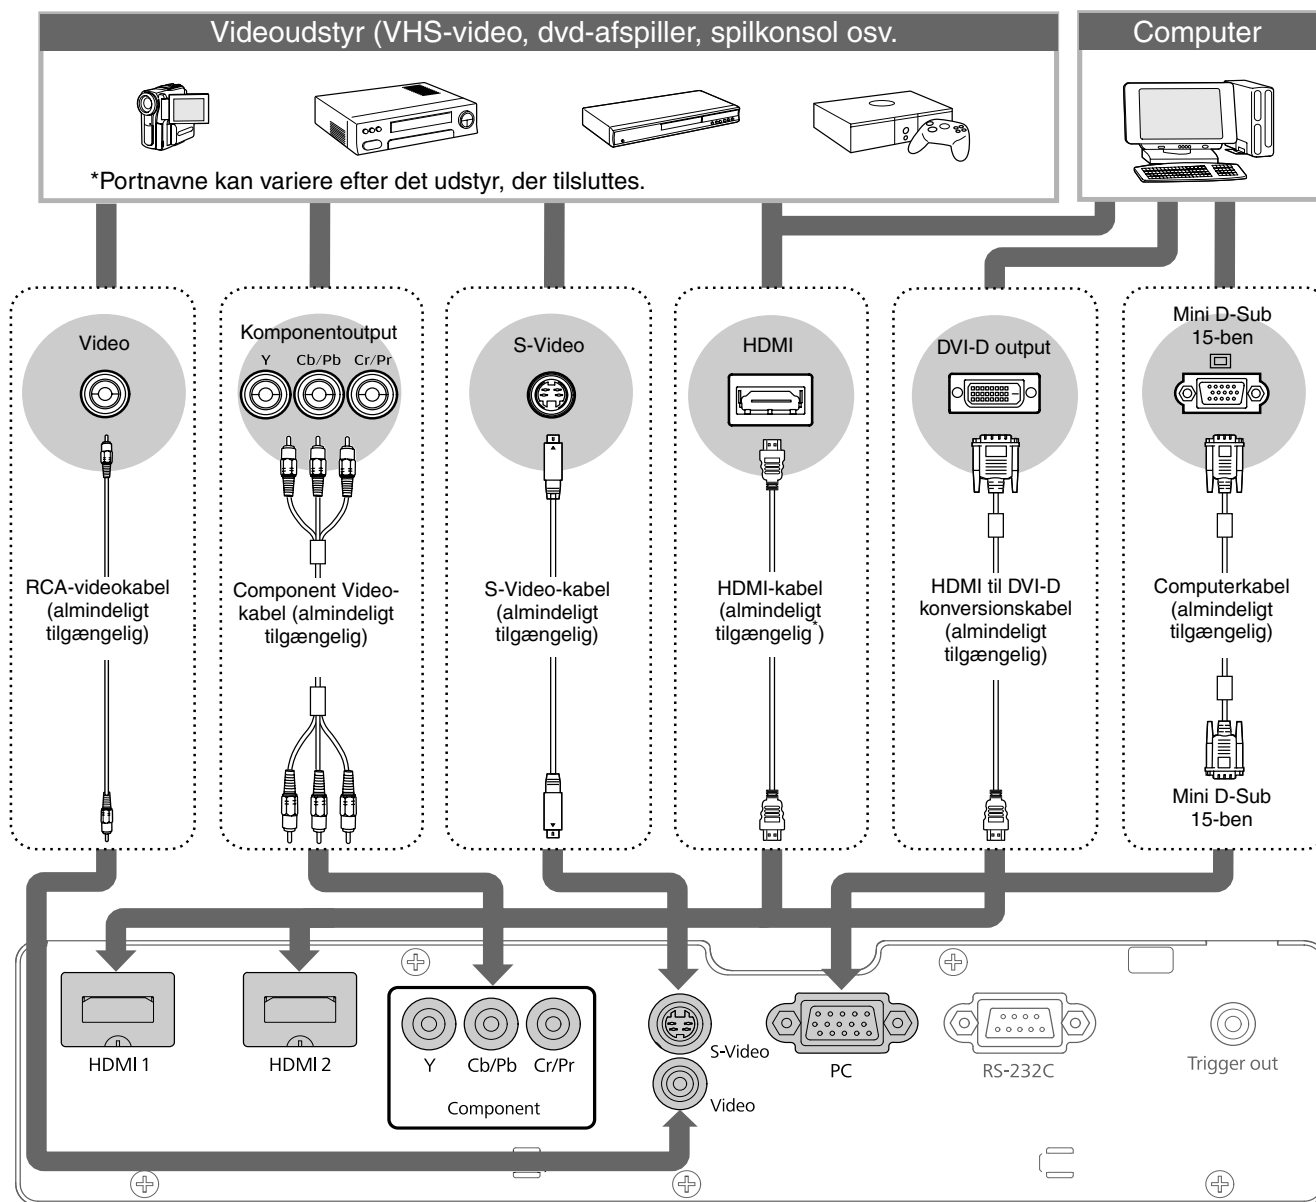 Videoudstyr (VHS-video, dvd-afspiller, spilkonsol osv.
Computer
*Portnavne kan variere efter det udstyr, der tilsluttes.
Video
Komponentoutput
Y Cb/Pb Cr/Pr
S-Video
HDMI
DVI-D output
Mini D-Sub
15-ben
RCA-videokabel
(almindeligt
tilgængelig)
Component Video-
kabel (almindeligt
tilgængelig)
S-Video-kabel
(almindeligt
tilgængelig)
HDMI-kabel
(almindeligt
tilgængelig*)
HDMI til DVI-D
konversionskabel
(almindeligt
tilgængelig)
Computerkabel
(almindeligt
tilgængelig)
Mini D-Sub
15-ben
HDMI 1
HDMI 2
Y Cb/Pb Cr/Pr
Component
S-Video
Video
PC
RS-232C
Trigger out